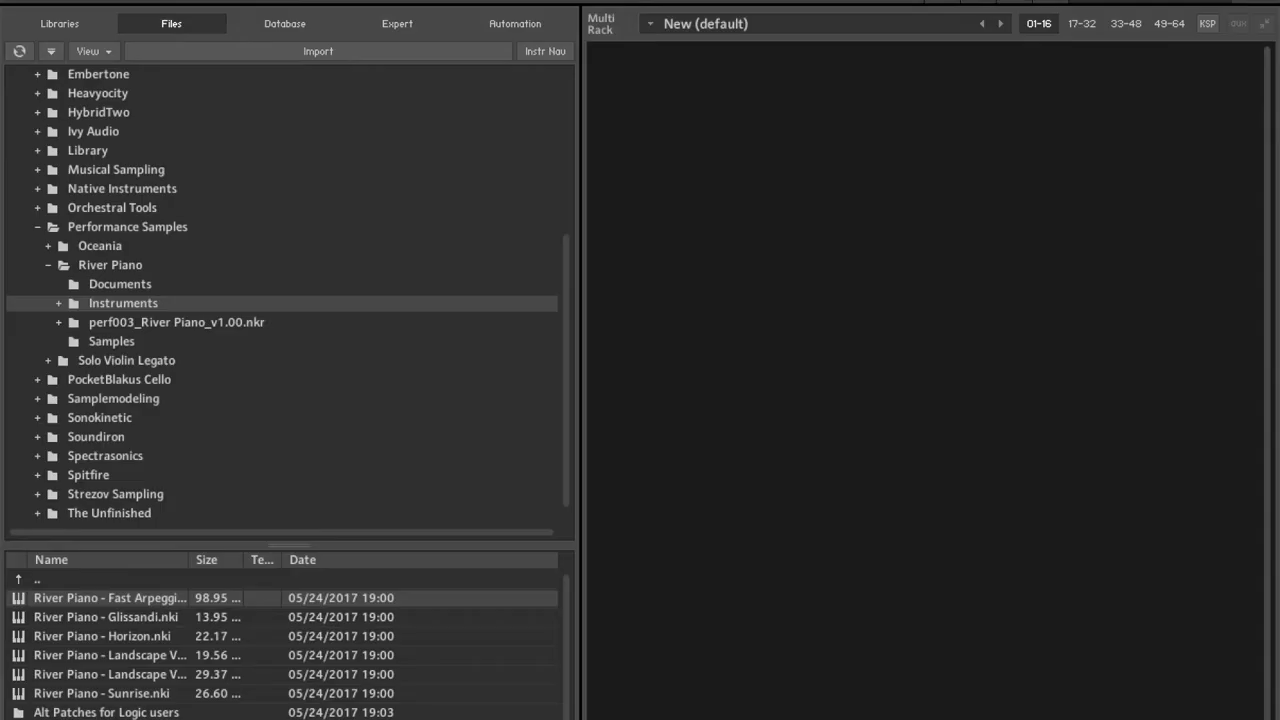 Libraries Files Database Expert Automation
View Import Instr Nav
Embertone
Heavyocity
HybridTwo
Ivy Audio
Library
Musical Sampling
Native Instruments
Orchestral Tools
Performance Samples
Oceania
River Piano
Documents
Instruments
perf003_River Piano_v1.00.nkr
Samples
Solo Violin Legato
PocketBlakus Cello
Samplemodeling
Sonokinetic
Soundiron
Spectrasonics
Spitfire
Strezov Sampling
The Unfinished
Name Size Te... Date
..
River Piano - Fast Arpeggi... 98.95 ... 05/24/2017 19:00
River Piano - Glissandi.nki 13.95 ... 05/24/2017 19:00
River Piano - Horizon.nki 22.17 ... 05/24/2017 19:00
River Piano - Landscape V... 19.56 ... 05/24/2017 19:00
River Piano - Landscape V... 29.37 ... 05/24/2017 19:00
River Piano - Sunrise.nki 26.60 ... 05/24/2017 19:00
Alt Patches for Logic users 05/24/2017 19:03
Multi
Rack
New (default) 01-16 17-32 33-48 49-64 KSP AUX